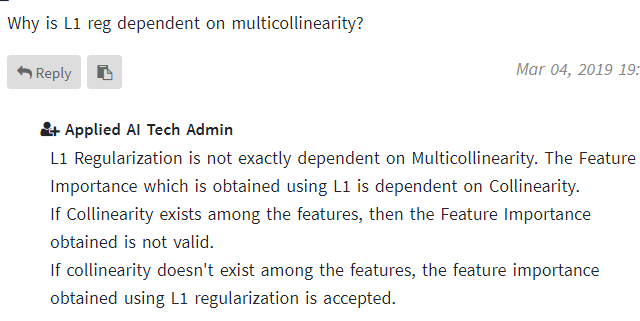 Why is L1 reg dependent on multicollinearity?
Reply
Mar 04, 2019 19:
Applied AI Tech Admin
L1 Regularization is not exactly dependent on Multicollinearity. The Feature
Importance which is obtained using L1 is dependent on Collinearity.
If Collinearity exists among the features, then the Feature Importance
obtained is not valid.
If collinearity doesn't exist among the features, the feature importance
obtained using L1 regularization is accepted.